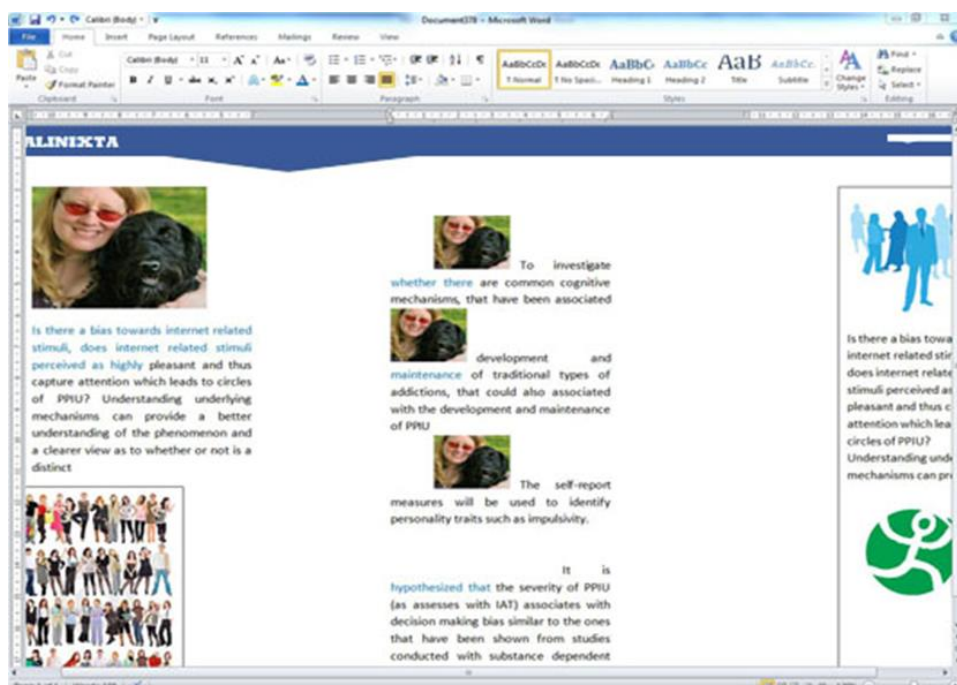 Calibri (Body)
Document378 - Microsoft Word
File Home Insert Page Layout References Mailings Review View
Paste
Cut
Copy
Format Painter
Clipboard
Calibri (Body) 11
Font
Paragraph
AaBbCcDc AaBbCcDc AaBbC AaBbCc AaB AaBbCc.
¶ Normal ¶ No Spaci... Heading 1 Heading 2 Title Subtitle
Change
Styles
Styles
Find
Replace
Select
Editing
ALINIXTA
Is there a bias towards internet related
stimuli, does internet related stimuli
perceived as highly pleasant and thus
capture attention which leads to circles
of PPIU? Understanding underlying
mechanisms can provide a better
understanding of the phenomenon and
a clearer view as to whether or not is a
distinct
To investigate
whether there are common cognitive
mechanisms, that have been associated
development and
maintenance of traditional types of
addictions, that could also associated
with the development and maintenance
of PPIU
The self-report
measures will be used to identify
personality traits such as impulsivity.
It is
hypothesized that the severity of PPIU
(as assesses with IAT) associates with
decision making bias similar to the ones
that have been shown from studies
conducted with substance dependent
Is there a bias towa
internet related stir
does internet relate
stimuli perceived as
pleasant and thus c
attention which lea
circles of PPIU?
Understanding unde
mechanisms can pr